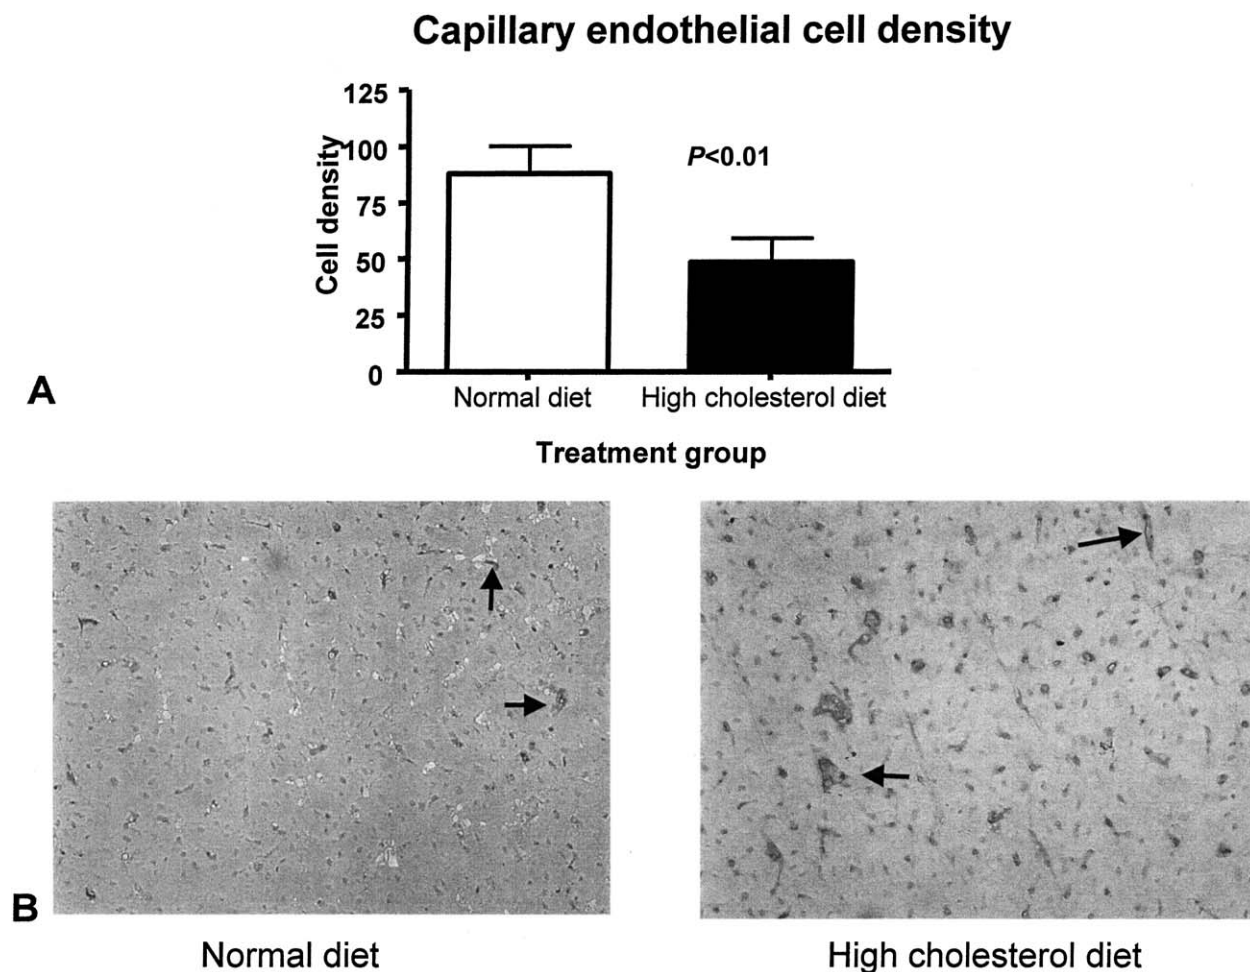 Capillary endothelial cell density
125
100
75
50
25
0
Cell density
P<0.01
Normal diet
High cholesterol diet
Treatment group
A
B
Normal diet
High cholesterol diet